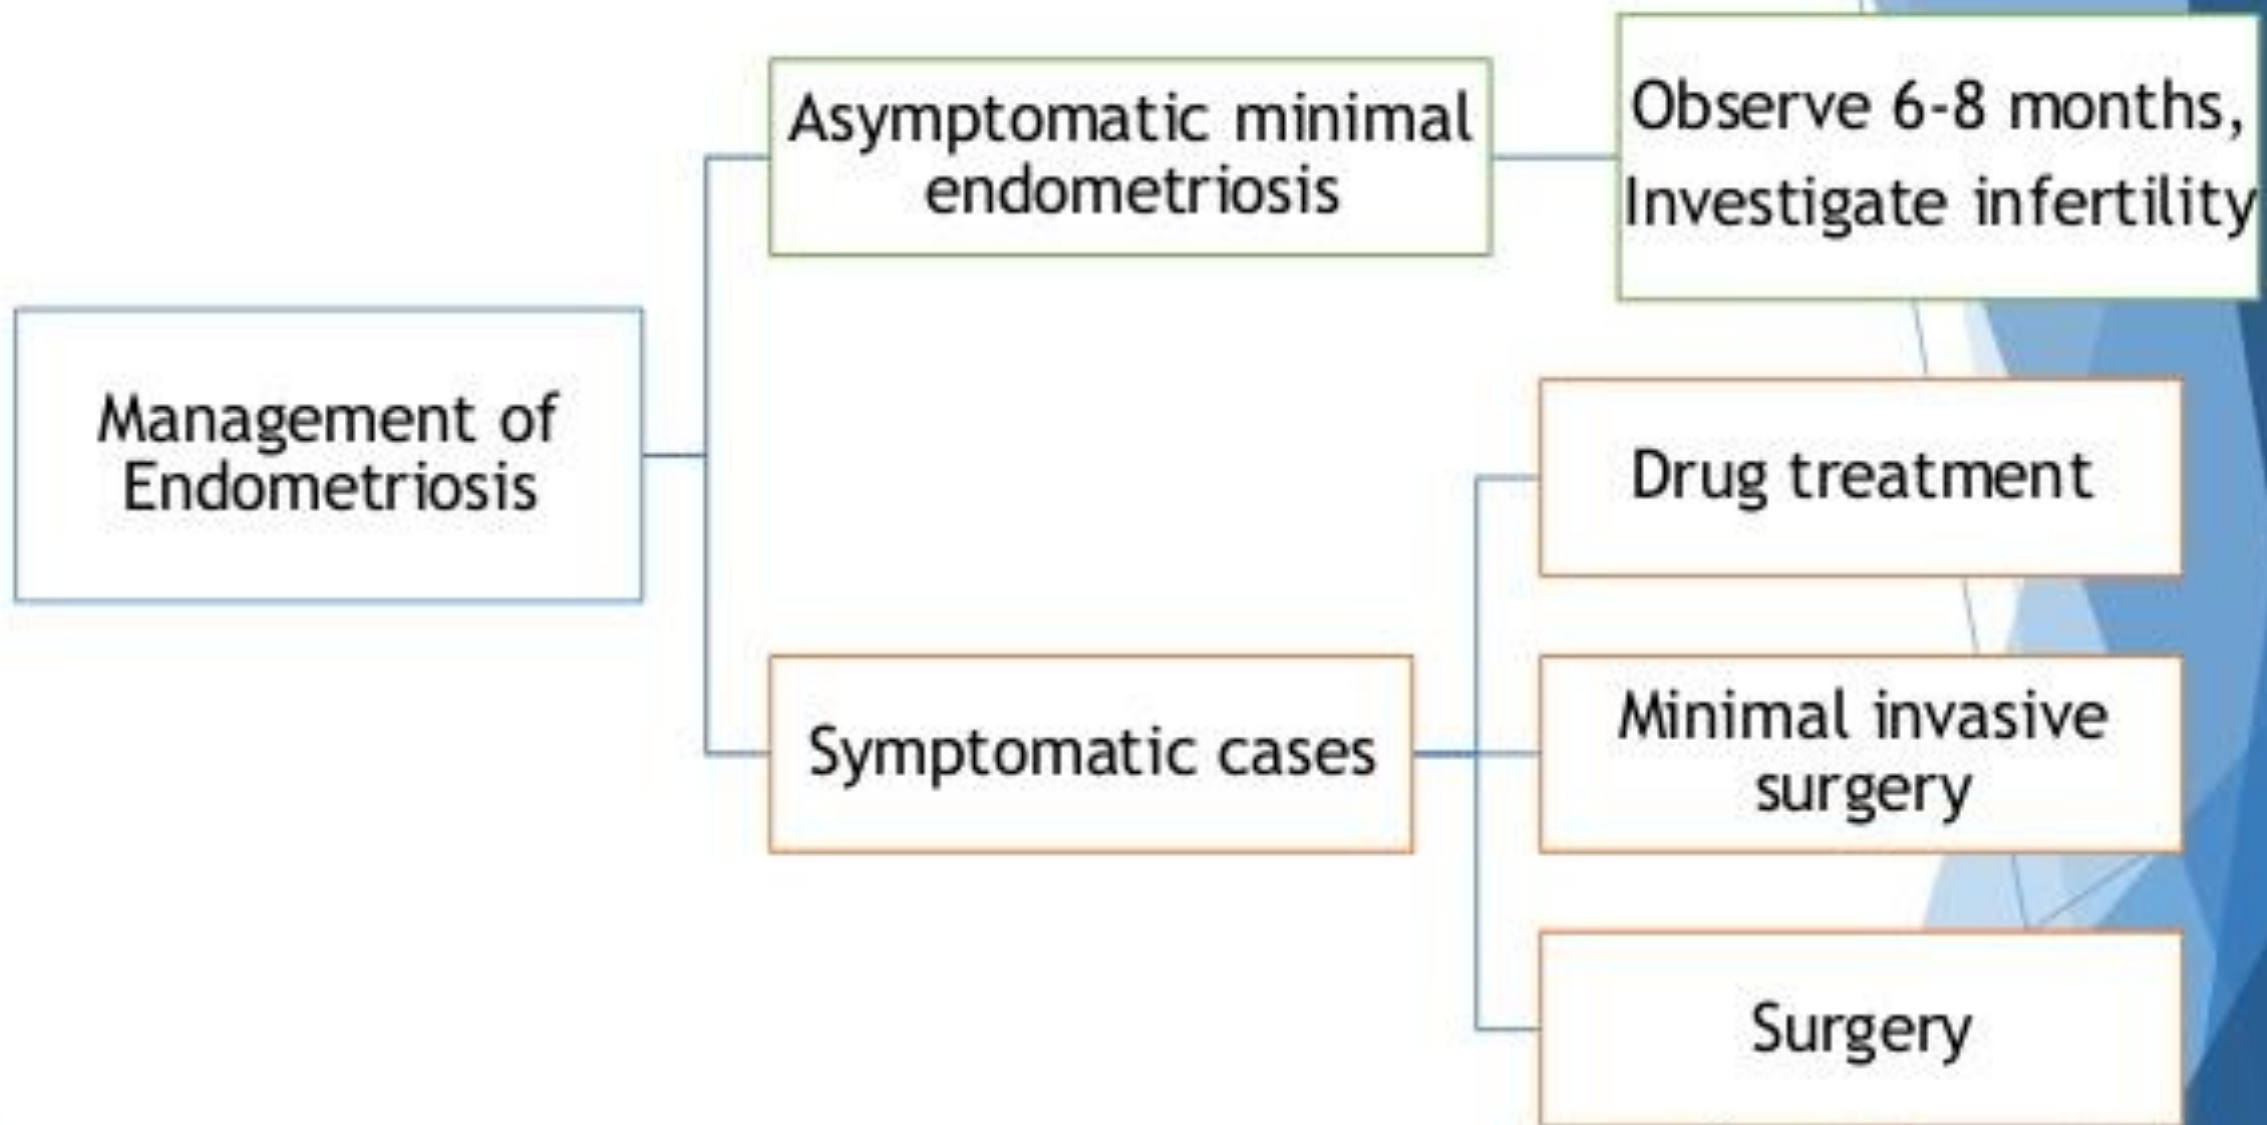 Management of
Endometriosis
Asymptomatic minimal
endometriosis
Observe 6-8 months,
Investigate infertility
Symptomatic cases
Drug treatment
Minimal invasive
surgery
Surgery